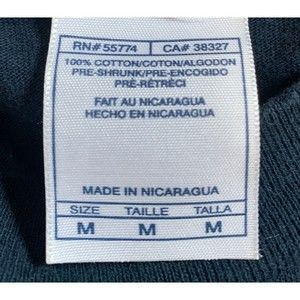 RN# 55774 CA# 38327
100% COTTON/COTON/ALGODON
PRE-SHRUNK/PRE-ENCOGIDO
PRÉ-RÉTRÉCI
FAIT AU NICARAGUA
HECHO EN NICARAGUA
MADE IN NICARAGUA
SIZE TAILLE TALLA
M M M